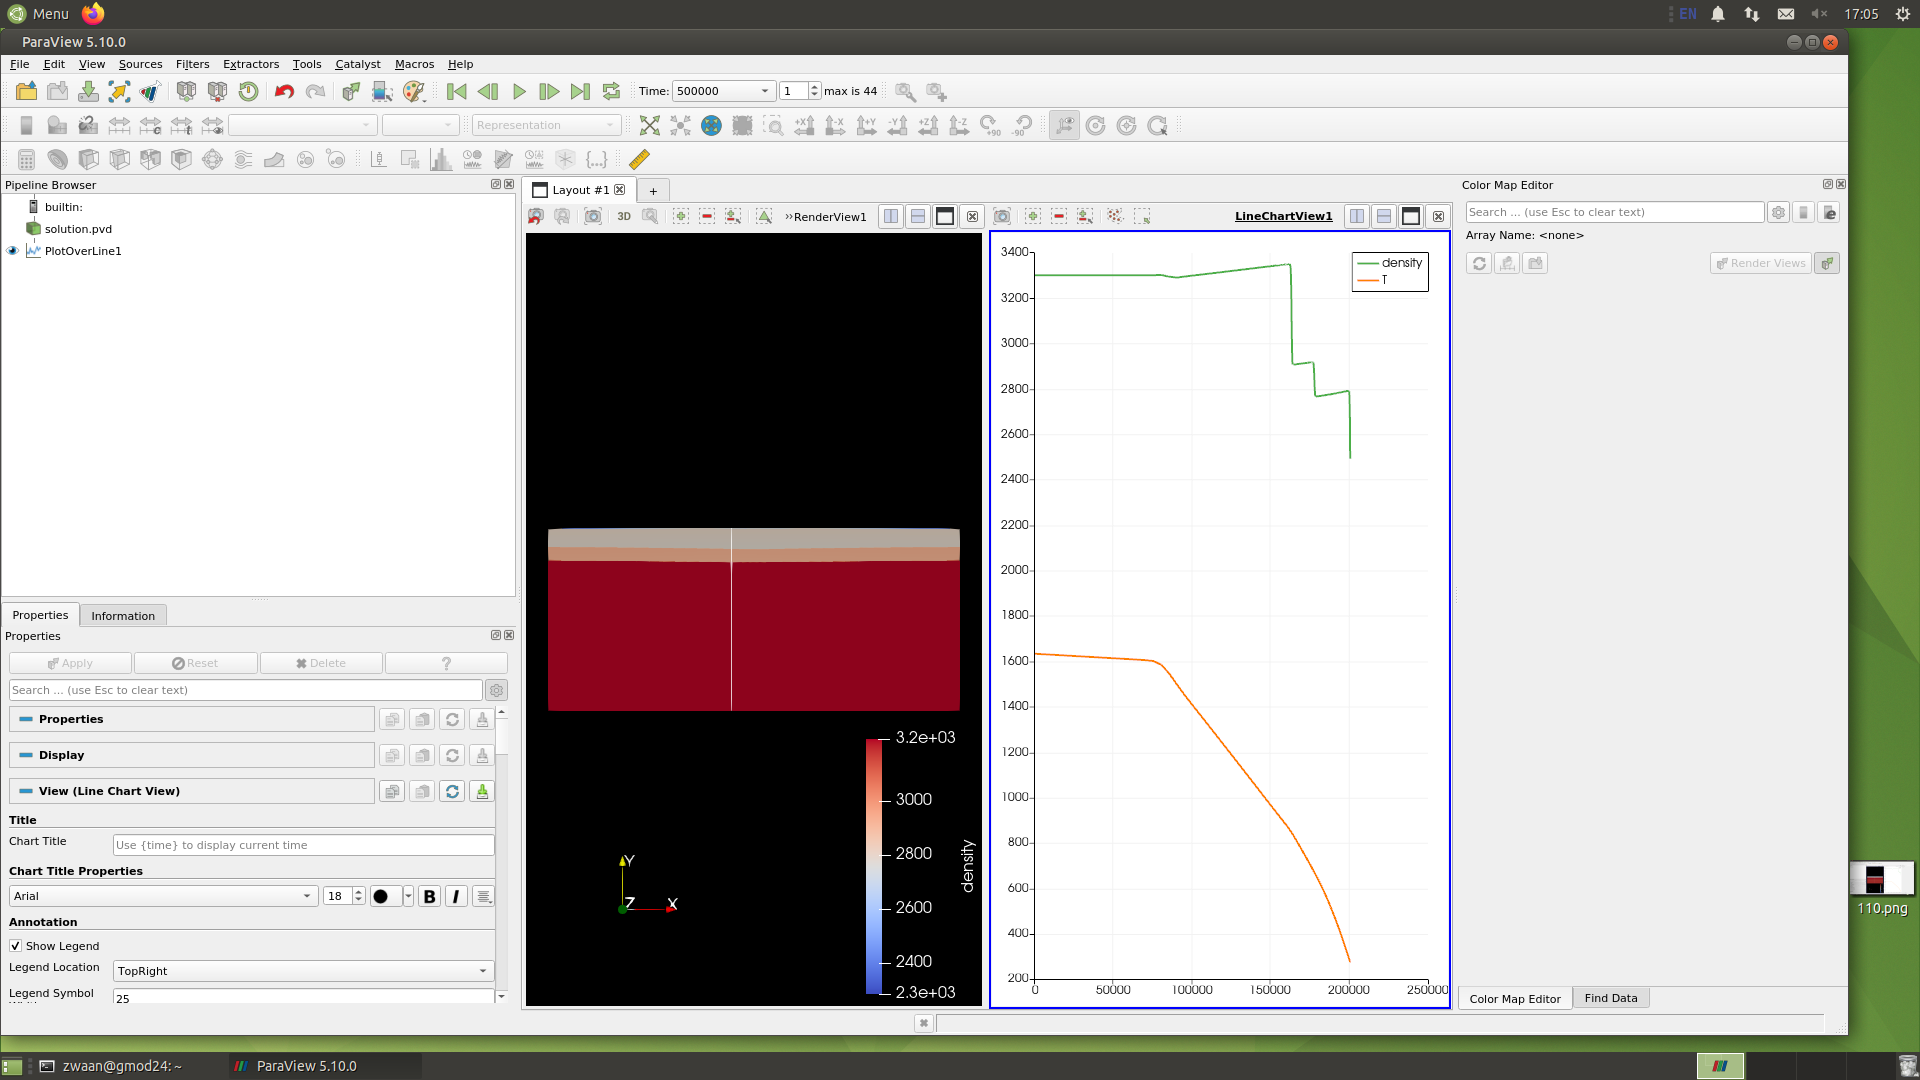 Menu
EN
17:05
ParaView 5.10.0
File Edit View Sources Filters Extractors Tools Catalyst Macros Help
Time: 500000 1 max is 44
Representation
+X -X +Y -Y +Z -Z +90 -90
Pipeline Browser
builtin:
solution.pvd
PlotOverLine1
Properties Information
Properties
Apply Reset Delete ?
Search ... (use Esc to clear text)
Properties
Display
View (Line Chart View)
Title
Chart Title Use {time} to display current time
Chart Title Properties
Arial 18 B I
Annotation
Show Legend
Legend Location TopRight
Legend Symbol 25
Layout #1 +
3D RenderView1
3.2e+03
3000
2800
2600
2400
2.3e+03
density
Y
Z X
LineChartView1
density
T
3400
3200
3000
2800
2600
2400
2200
2000
1800
1600
1400
1200
1000
800
600
400
200
0 50000 100000 150000 200000 250000
Color Map Editor
Search ... (use Esc to clear text)
Array Name: <none>
Render Views
Color Map Editor Find Data
110.png
zwaan@gmod24: ~
ParaView 5.10.0